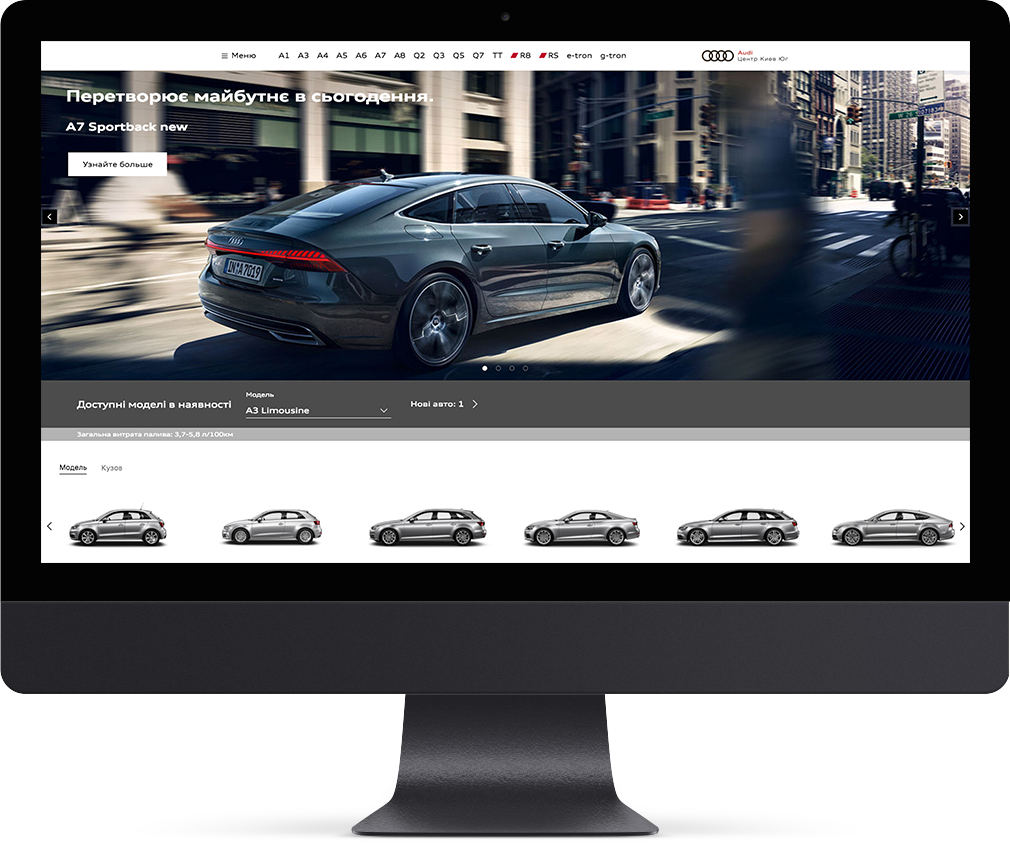 Меню A1 A3 A4 A5 A6 A7 A8 Q2 Q3 Q5 Q7 TT R8 RS e-tron g-tron
Audi
Центр Киев Юг
Перетворює майбутнє в сьогодення.
A7 Sportback new
Узнайте больше
IN·A7019
Доступні моделі в наявності
Модель
A3 Limousine
Нові авто: 1
Загальна витрата палива: 3,7-5,8 л/100км
Модель Кузов